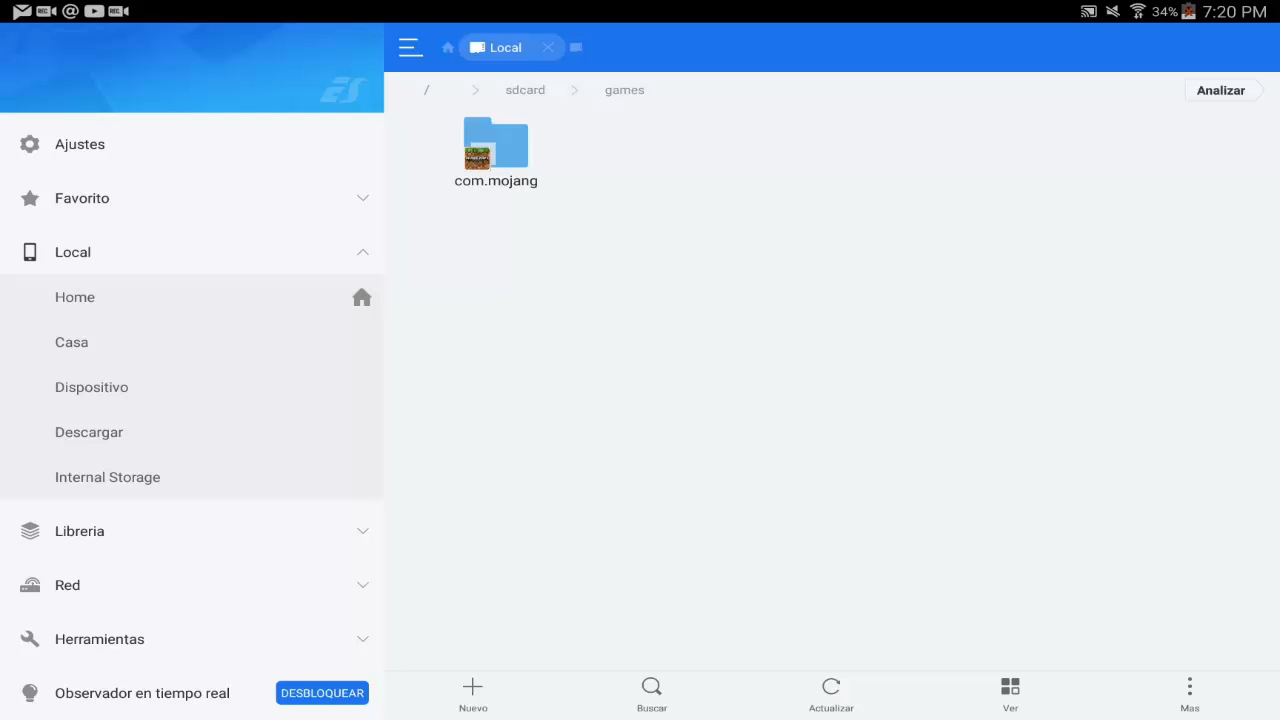 34% 7:20 PM
ES
Local
/ sdcard games
Analizar
com.mojang
Ajustes
Favorito
Local
Home
Casa
Dispositivo
Descargar
Internal Storage
Libreria
Red
Herramientas
Observador en tiempo real
DESBLOQUEAR
Nuevo
Buscar
Actualizar
Ver
Mas